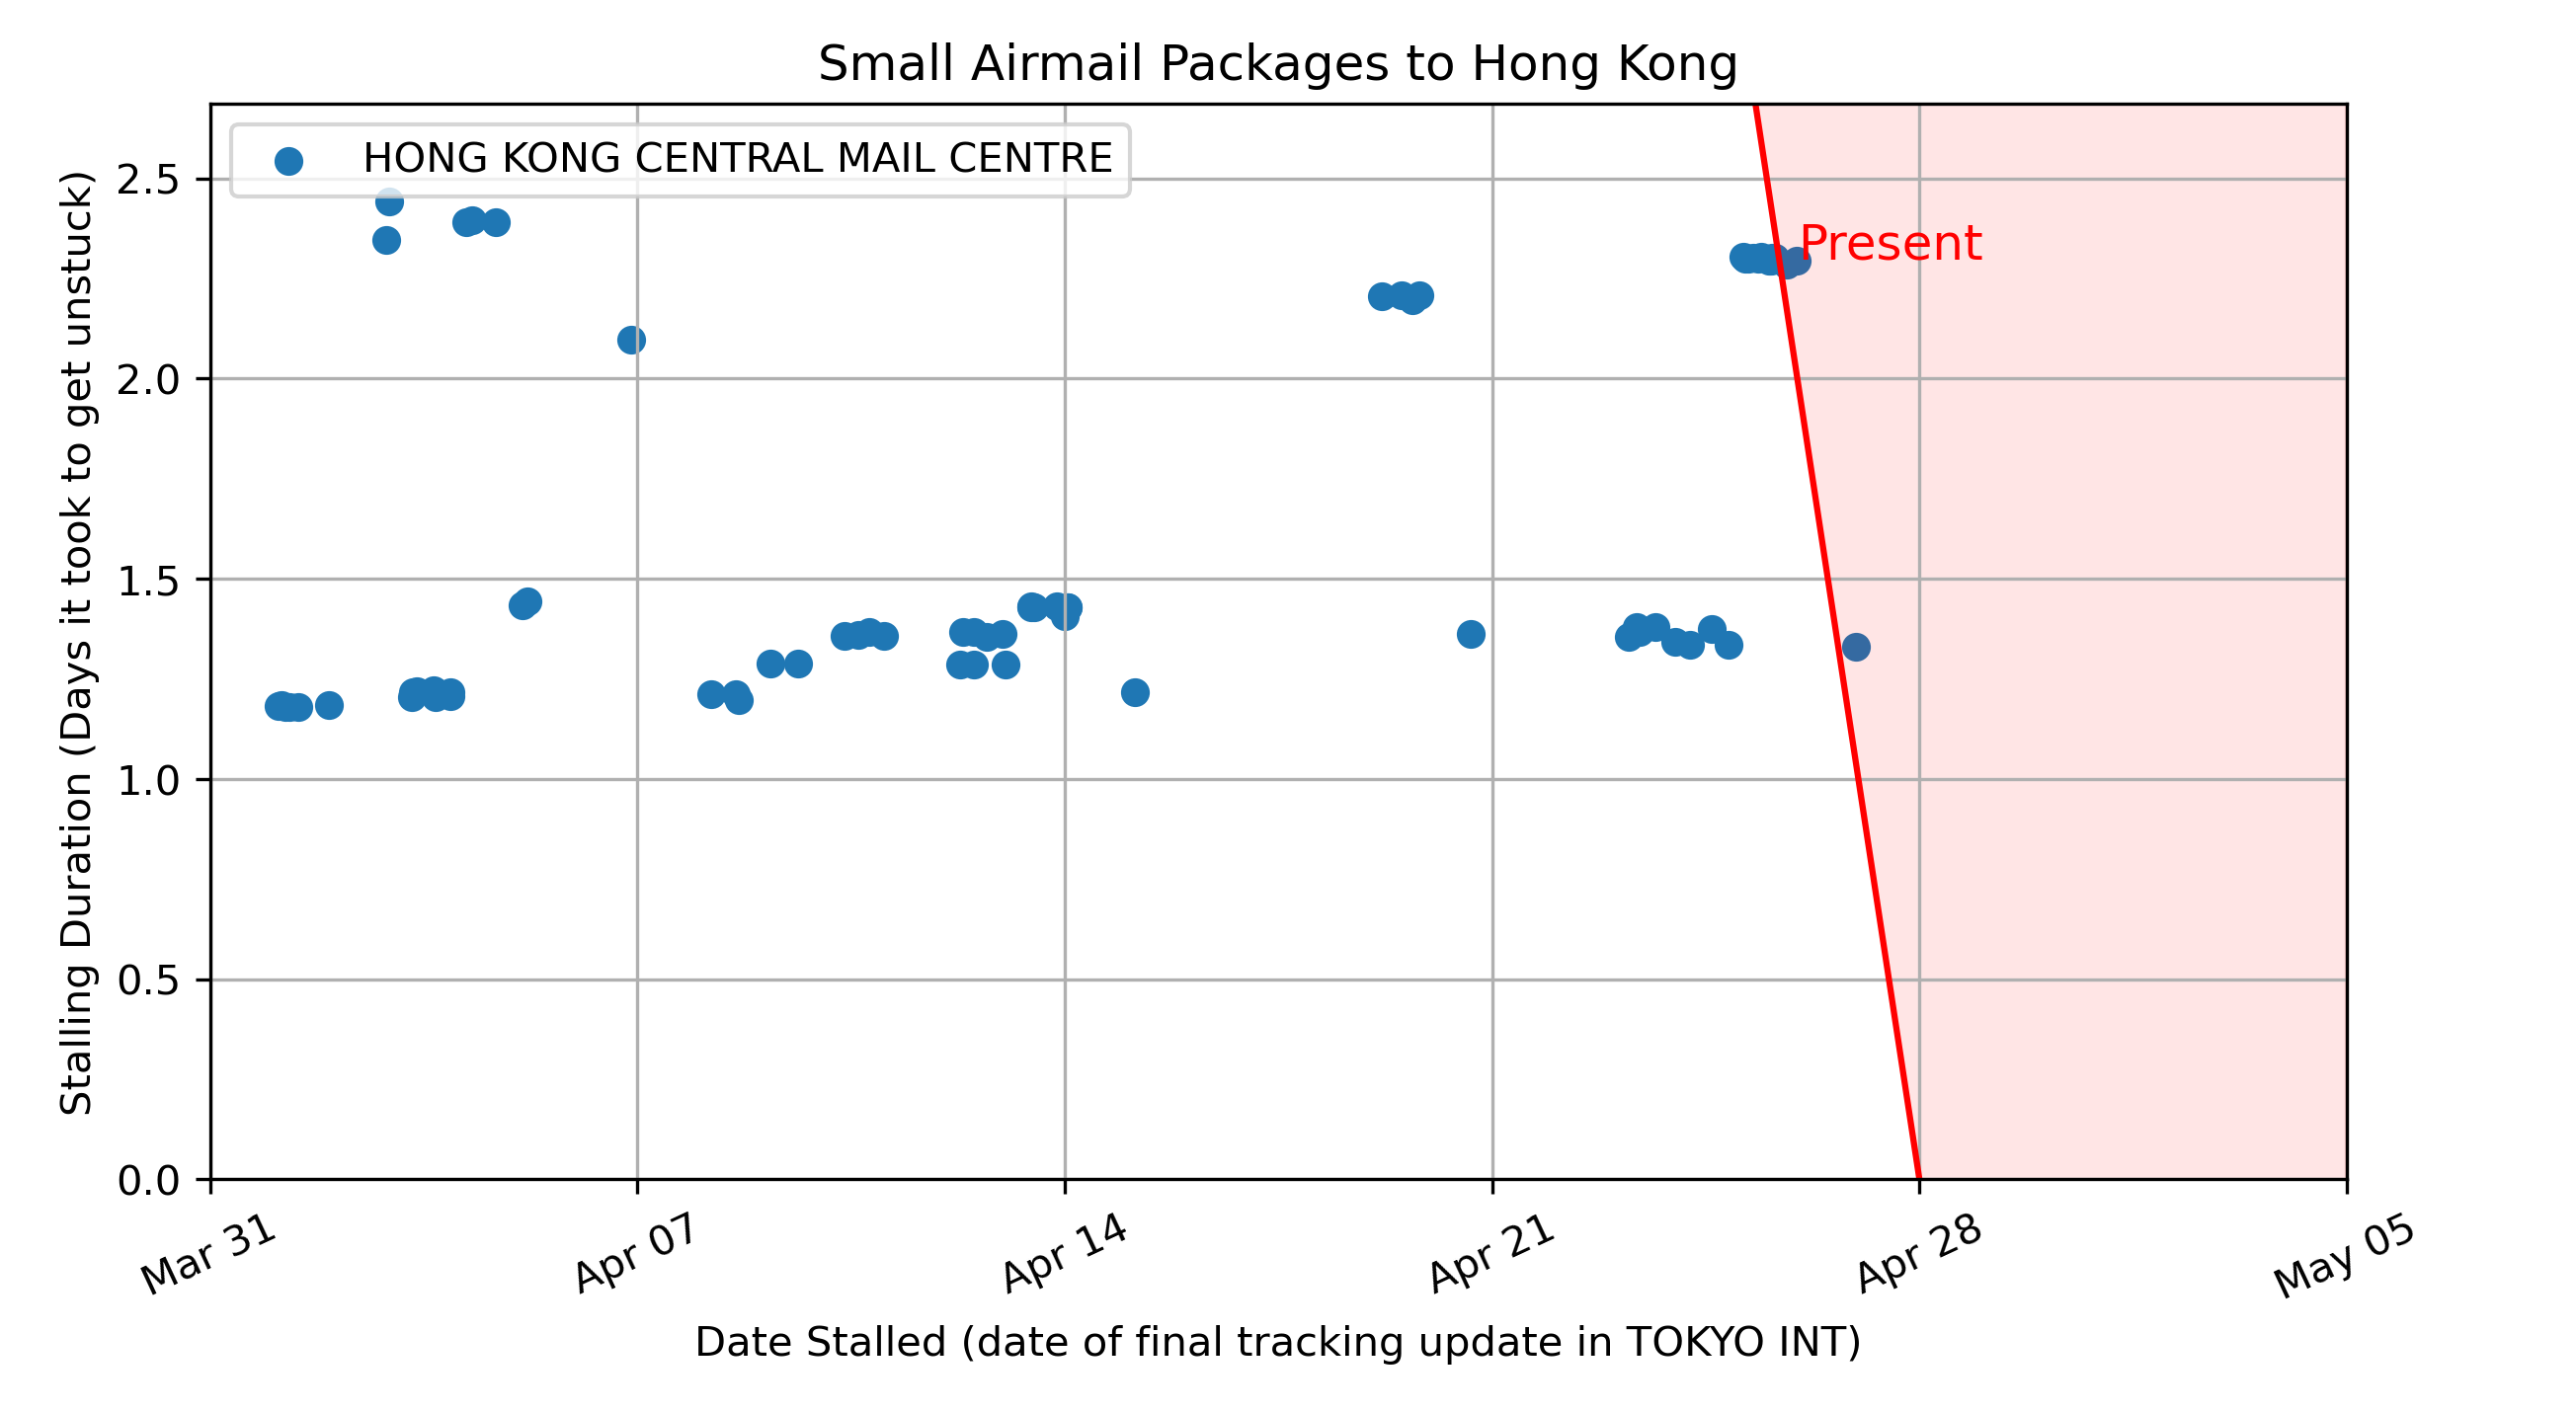 Small Airmail Packages to Hong Kong
HONG KONG CENTRAL MAIL CENTRE
Present
Stalling Duration (Days it took to get unstuck)
2.5
2.0
1.5
1.0
0.5
0.0
Mar 31
Apr 07
Apr 14
Apr 21
Apr 28
May 05
Date Stalled (date of final tracking update in TOKYO INT)